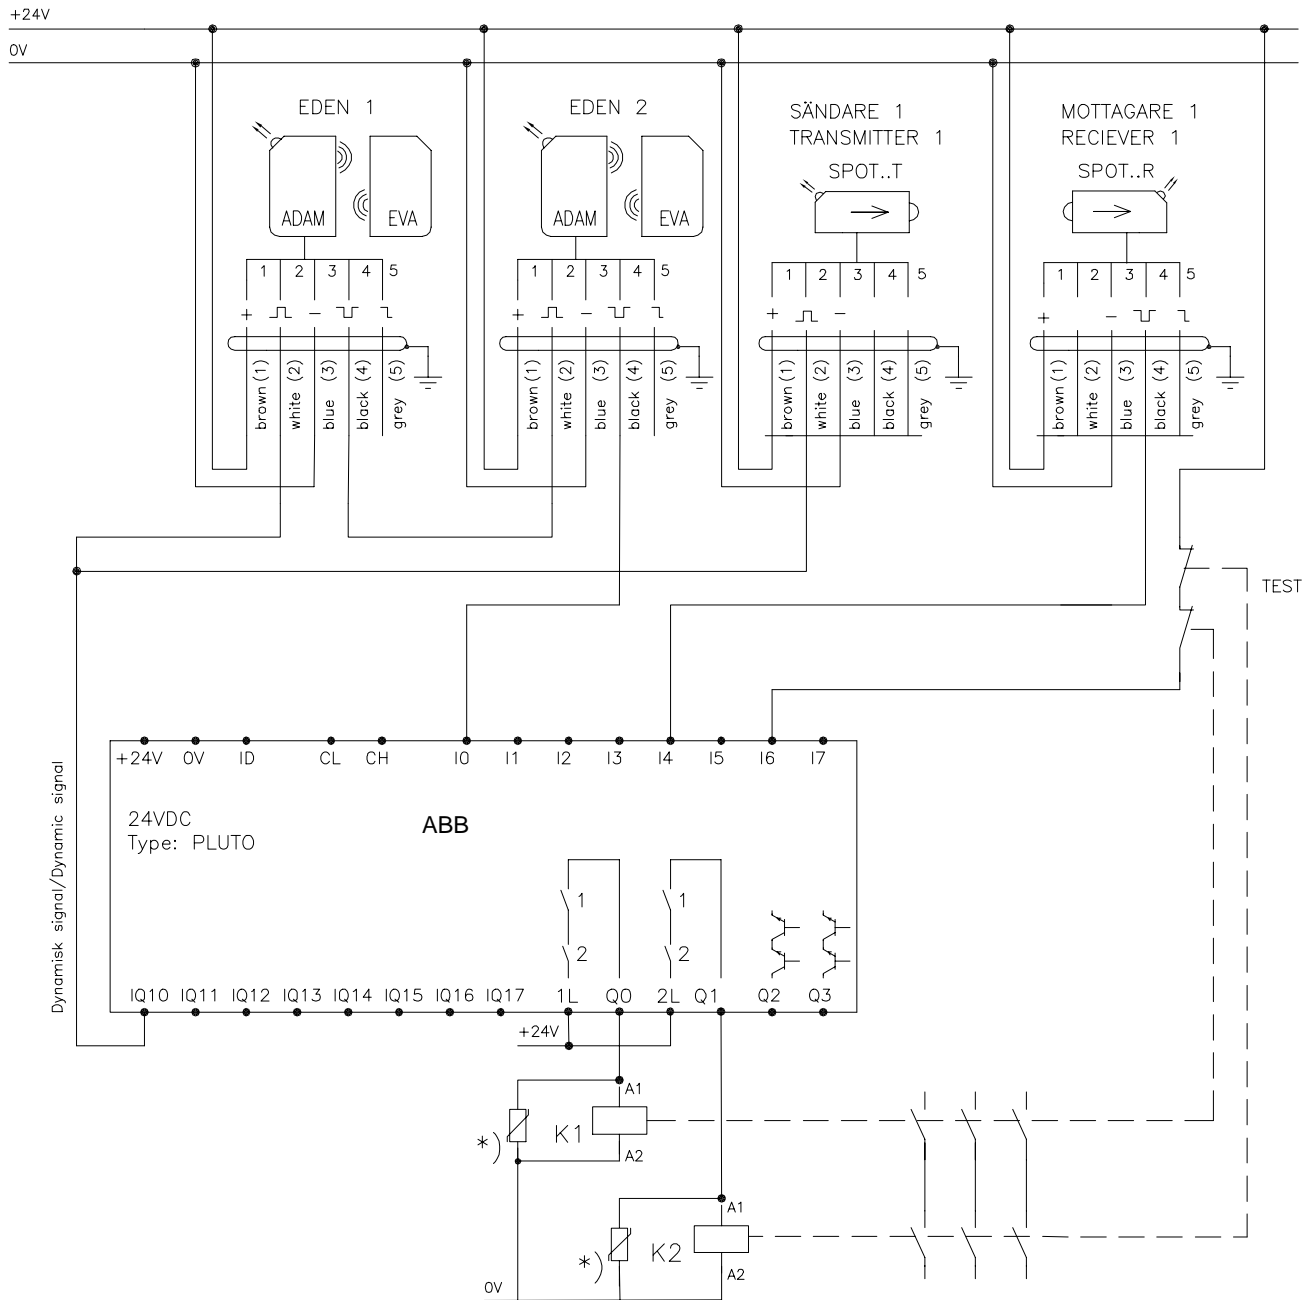 +24V
0V
EDEN 1
EDEN 2
SÄNDARE 1
TRANSMITTER 1
SPOT..T
MOTTAGARE 1
RECIEVER 1
SPOT..R
ADAM
EVA
ADAM
EVA
1 2 3 4 5
1 2 3 4 5
1 2 3 4 5
1 2 3 4 5
+ −
+ −
+ −
+ −
brown (1)
white (2)
blue (3)
black (4)
grey (5)
brown (1)
white (2)
blue (3)
black (4)
grey (5)
brown (1)
white (2)
blue (3)
black (4)
grey (5)
brown (1)
white (2)
blue (3)
black (4)
grey (5)
TEST
Dynamisk signal/Dynamic signal
+24V 0V ID CL CH I0 I1 I2 I3 I4 I5 I6 I7
24VDC
Type: PLUTO
ABB
1
2
1
2
IQ10 IQ11 IQ12 IQ13 IQ14 IQ15 IQ16 IQ17 1L Q0 2L Q1 Q2 Q3
+24V
A1
*) K1
A2
A1
*) K2
A2
0V